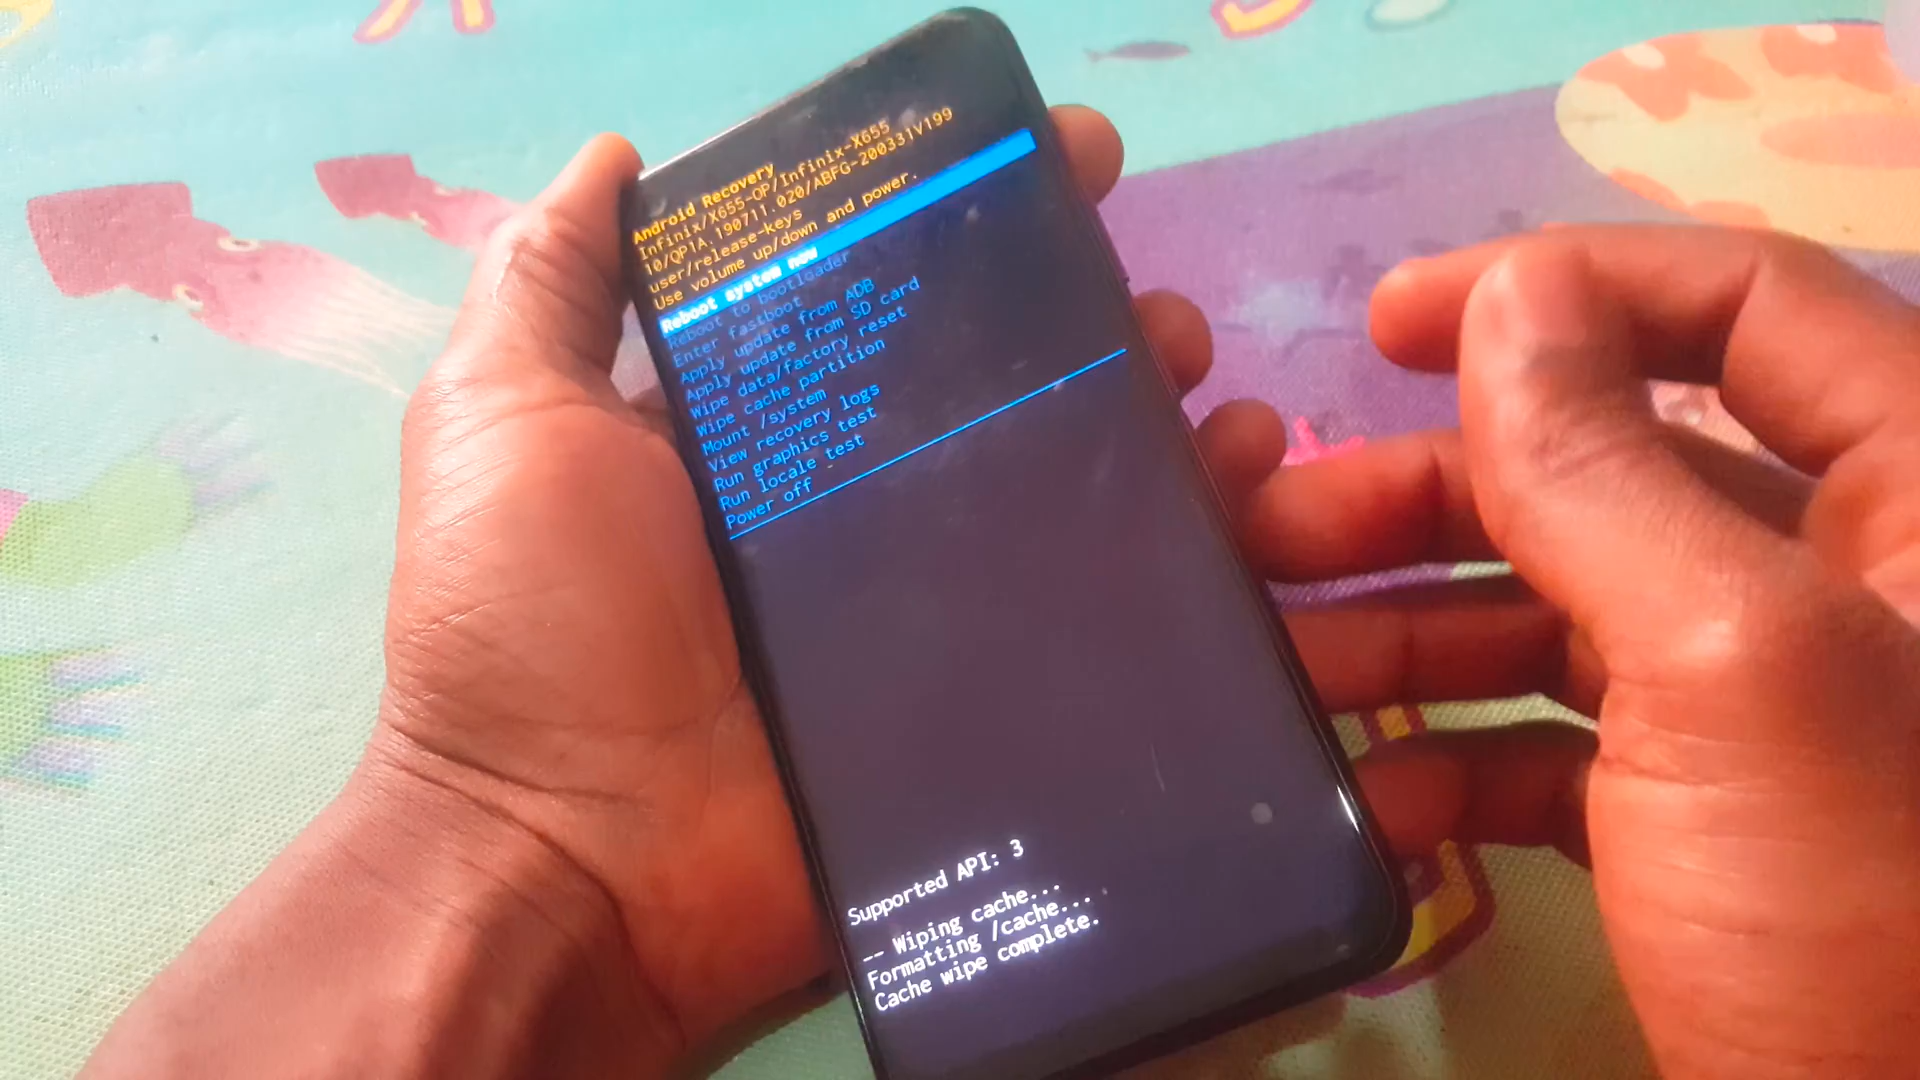 Android Recovery
Infinix/X655-OP/Infinix-X655
10/QP1A.190711.020/ABFG-20033]V199
user/release-keys
Use volume up/down and power.
Reboot system now
Reboot to bootloader
Enter fastboot
Apply update from ADB
Apply update from SD card
Wipe data/factory reset
Wipe cache partition
Mount /system
View recovery logs
Run graphics test
Run locale test
Power off
Supported API: 3
-- Wiping cache...
Formatting /cache...
Cache wipe complete.